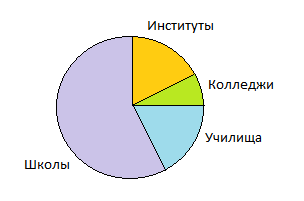 Институты
Колледжи
Училища
Школы